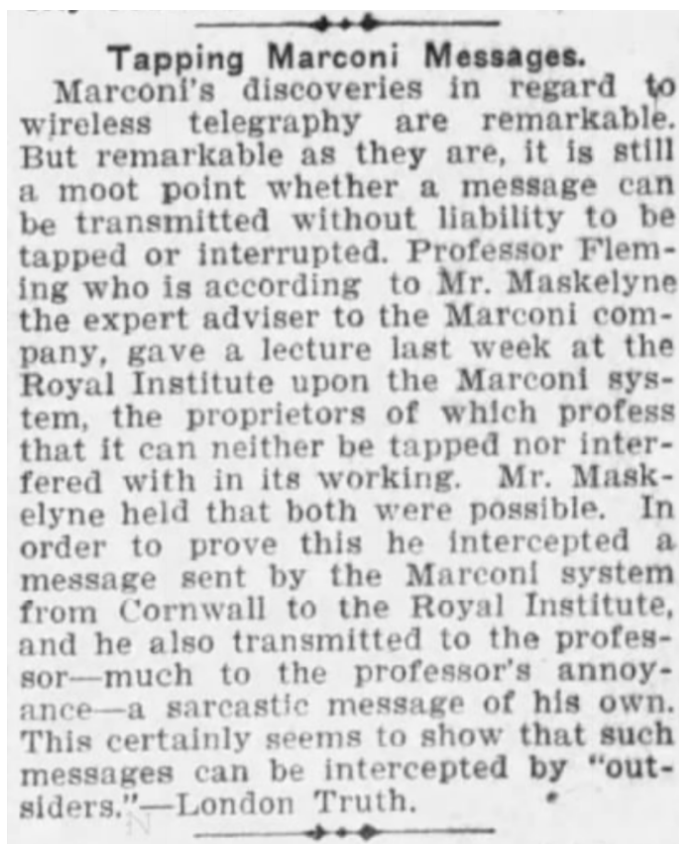 Tapping Marconi Messages.
Marconi's discoveries in regard to
wireless telegraphy are remarkable.
But remarkable as they are, it is still
a moot point whether a message can
be transmitted without liability to be
tapped or interrupted. Professor Flem-
ing who is according to Mr. Maskelyne
the expert adviser to the Marconi com-
pany, gave a lecture last week at the
Royal Institute upon the Marconi sys-
tem, the proprietors of which profess
that it can neither be tapped nor inter-
fered with in its working. Mr. Mask-
elyne held that both were possible. In
order to prove this he intercepted a
message sent by the Marconi system
from Cornwall to the Royal Institute,
and he also transmitted to the profes-
sor—much to the professor's annoy-
ance—a sarcastic message of his own.
This certainly seems to show that such
messages can be intercepted by "out-
siders."—London Truth.